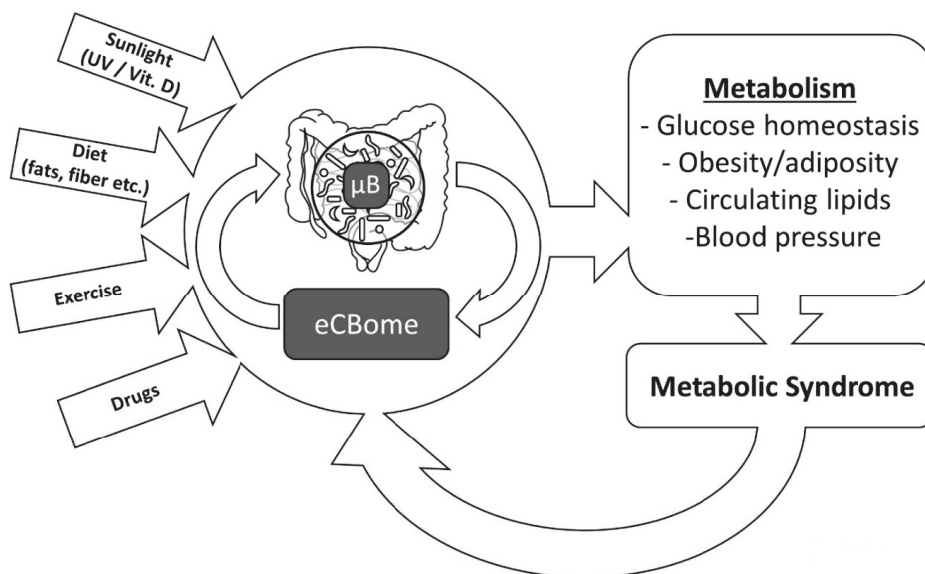 Sunlight
(UV / Vit. D)
Diet
(fats, fiber etc.)
Exercise
Drugs
µB
eCBome
Metabolism
- Glucose homeostasis
- Obesity/adiposity
- Circulating lipids
-Blood pressure
Metabolic Syndrome